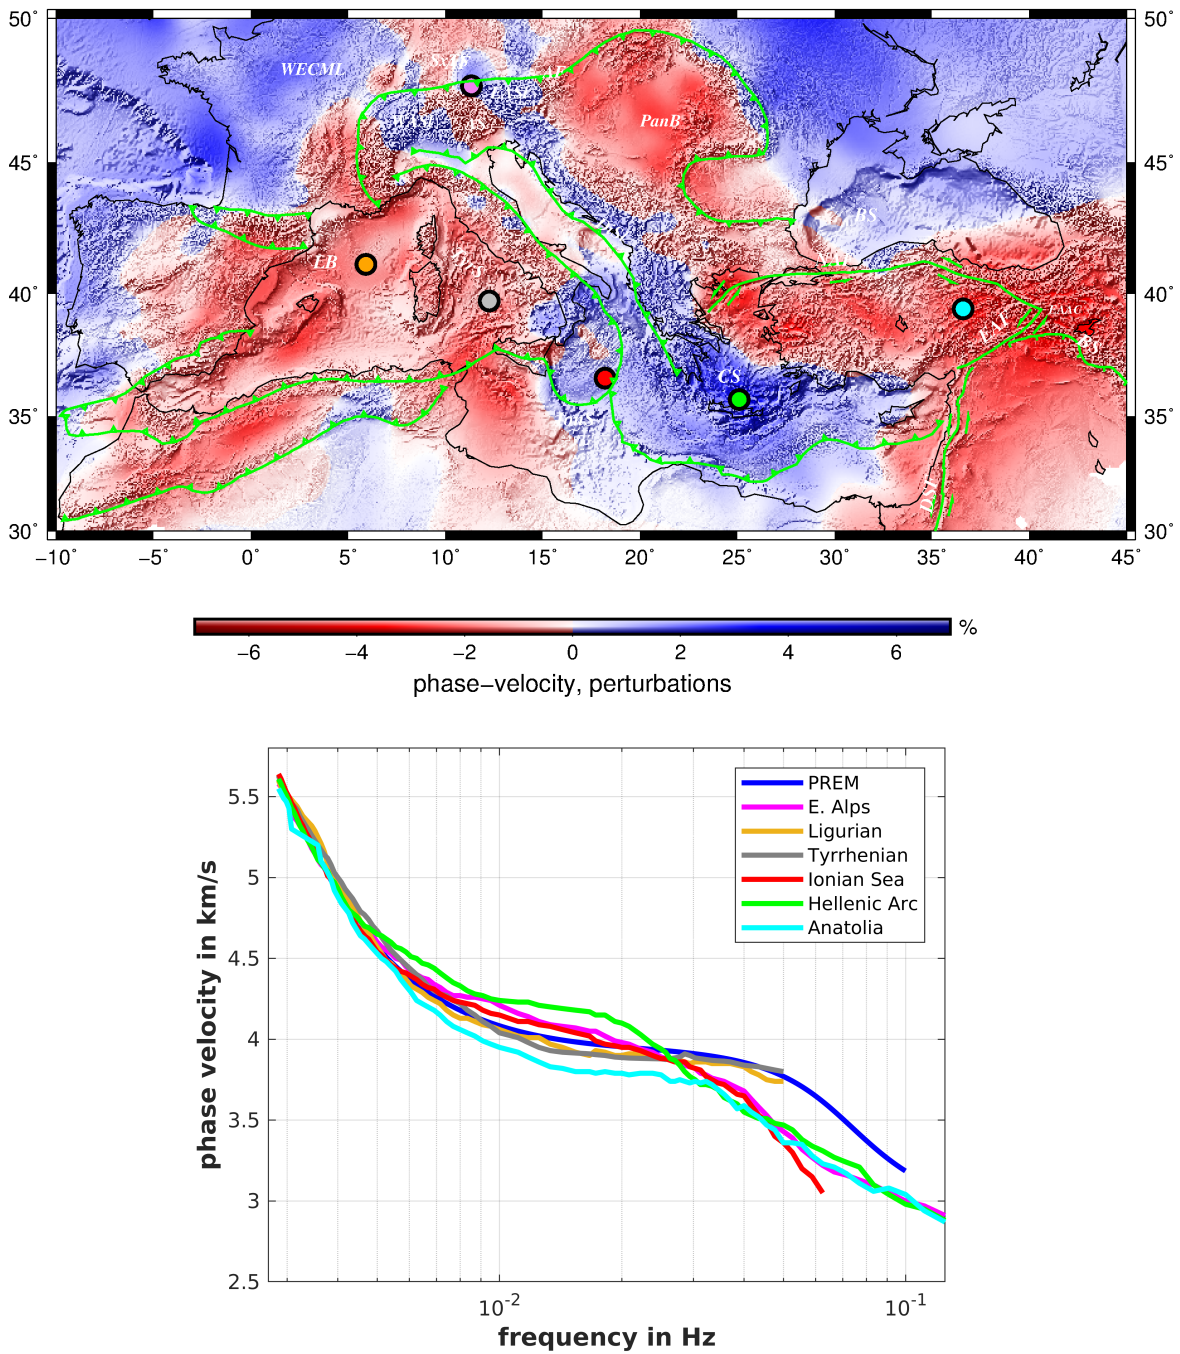 50° 50°
WECML
PanB
45° 45°
BS
LB
40° 40°
EAF
BS
CS
35° 35°
30° 30°
−10° −5° 0° 5° 10° 15° 20° 25° 30° 35° 40° 45°
%
−6 −4 −2 0 2 4 6
phase−velocity, perturbations
PREM
E. Alps
Ligurian
Tyrrhenian
Ionian Sea
Hellenic Arc
Anatolia
5.5
5
4.5
4
3.5
3
2.5
phase velocity in km/s
10-2 10-1
frequency in Hz